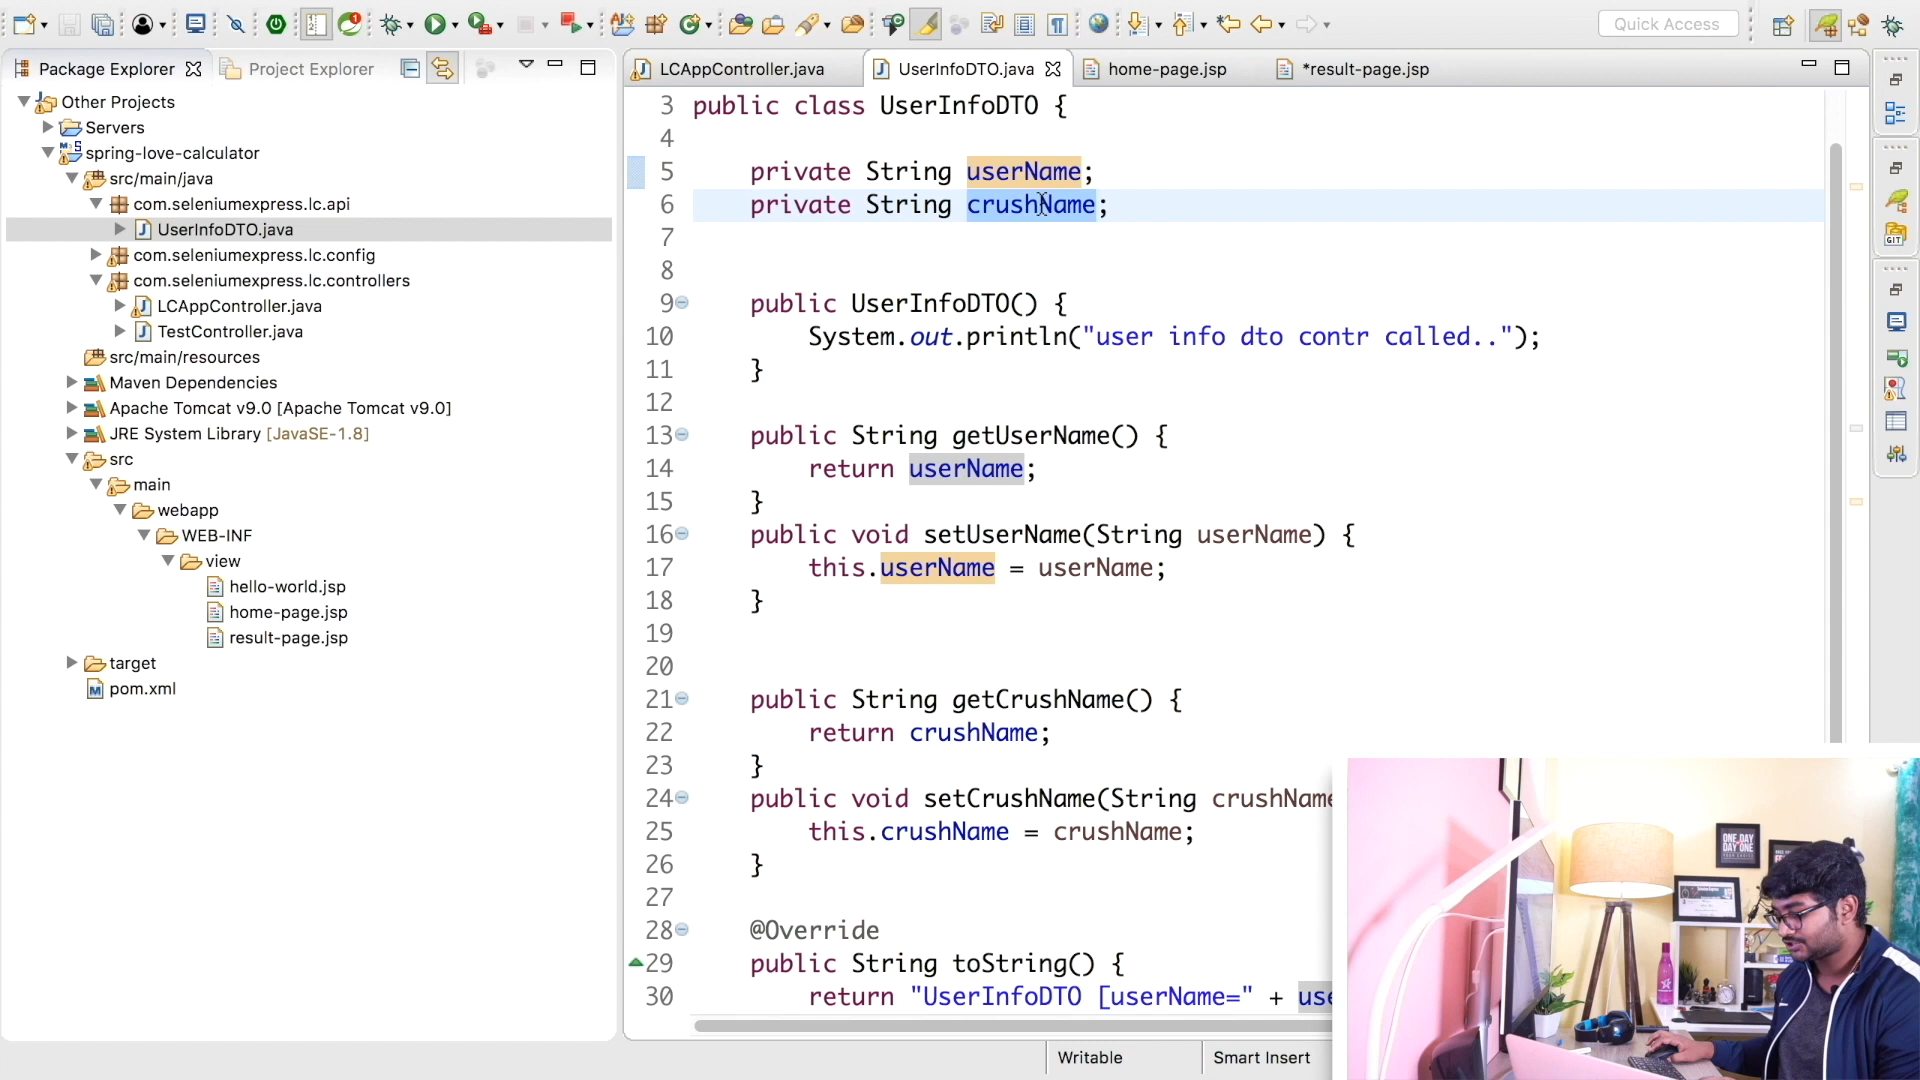 Quick Access
Package Explorer
Project Explorer
Other Projects
Servers
spring-love-calculator
src/main/java
com.seleniumexpress.lc.api
UserInfoDTO.java
com.seleniumexpress.lc.config
com.seleniumexpress.lc.controllers
LCAppController.java
TestController.java
src/main/resources
Maven Dependencies
Apache Tomcat v9.0 [Apache Tomcat v9.0]
JRE System Library [JavaSE-1.8]
src
main
webapp
WEB-INF
view
hello-world.jsp
home-page.jsp
result-page.jsp
target
pom.xml
LCAppController.java
UserInfoDTO.java
home-page.jsp
*result-page.jsp
3 public class UserInfoDTO {
4
5 private String userName;
6 private String crushName;
7
8
9 public UserInfoDTO() {
10 System.out.println("user info dto contr called..");
11 }
12
13 public String getUserName() {
14 return userName;
15 }
16 public void setUserName(String userName) {
17 this.userName = userName;
18 }
19
20
21 public String getCrushName() {
22 return crushName;
23 }
24 public void setCrushName(String crushName
25 this.crushName = crushName;
26 }
27
28 @Override
29 public String toString() {
30 return "UserInfoDTO [userName=" + use
Writable
Smart Insert
GIT
ONE DAY
DAY ONE